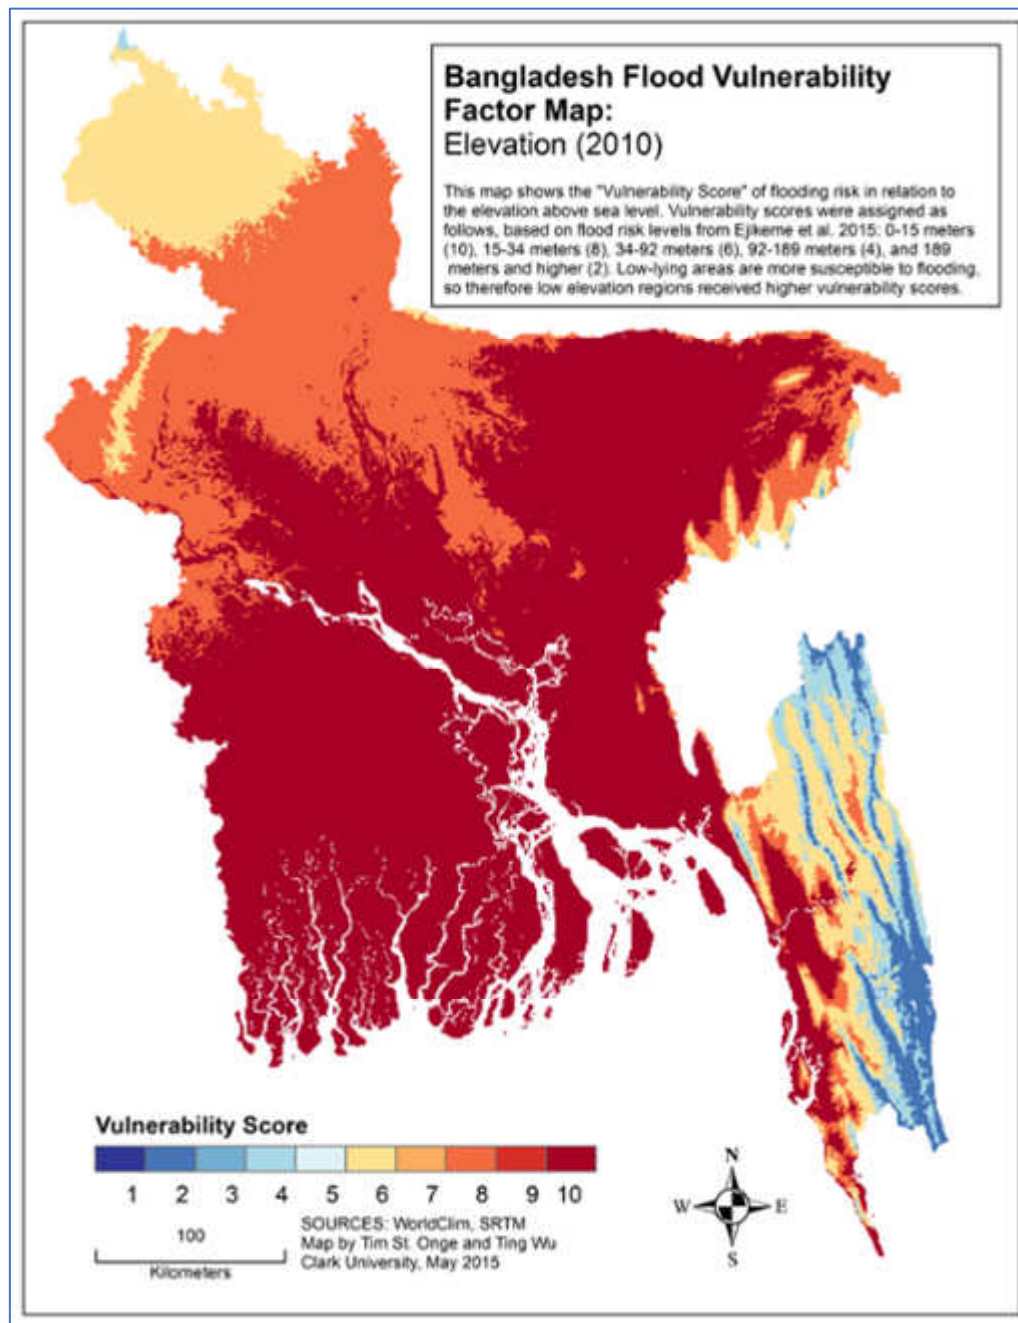 Bangladesh Flood Vulnerability
Factor Map:
Elevation (2010)
This map shows the "Vulnerability Score" of flooding risk in relation to
the elevation above sea level. Vulnerability scores were assigned as
follows, based on flood risk levels from Ejikeme et al. 2015: 0-15 meters
(10), 15-34 meters (8), 34-92 meters (6), 92-189 meters (4), and 189
meters and higher (2). Low-lying areas are more susceptible to flooding,
so therefore low elevation regions received higher vulnerability scores.
Vulnerability Score
1 2 3 4 5 6 7 8 9 10
100
Kilometers
SOURCES: WorldClim, SRTM
Map by Tim St. Onge and Ting Wu
Clark University, May 2015
N
W E
S